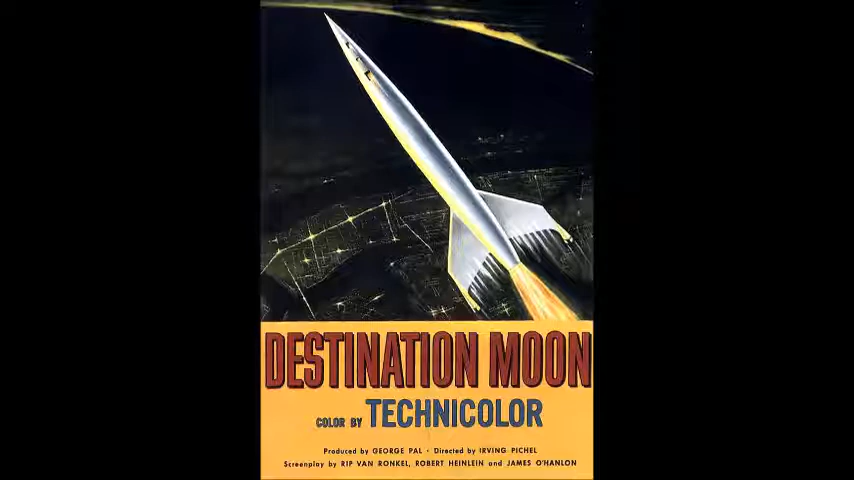 DESTINATION MOON
COLOR BY TECHNICOLOR
Produced by GEORGE PAL · Directed by IRVING PICHEL
Screenplay by RIP VAN RONKEL, ROBERT HEINLEIN and JAMES O'HANLON